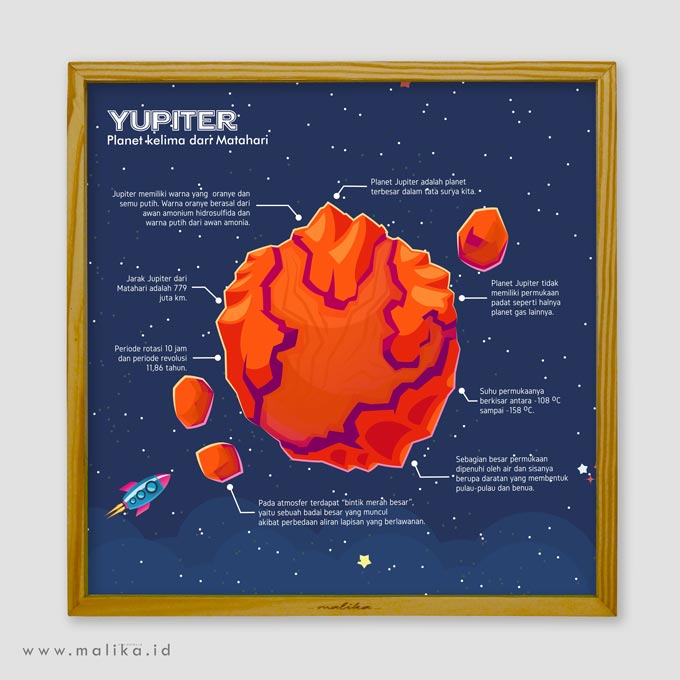 YUPITER
Planet kelima dari Matahari
Planet Jupiter adalah planet
terbesar dalam tata surya kita.
Jupiter memiliki warna yang oranye dan
semu putih. Warna oranye berasal dari
awan amonium hidrosulfida dan
warna putih dari awan amonia.
Jarak Jupiter dari
Matahari adalah 779
juta km.
Planet Jupiter tidak
memiliki permukaan
padat seperti halnya
planet gas lainnya.
Periode rotasi 10 jam
dan periode revolusi
11,86 tahun.
Suhu permukaanya
berkisar antara -108 ºC
sampai -158 ºC.
Sebagian besar permukaan
dipenuhi oleh air dan sisanya
berupa daratan yang membentuk
pulau-pulau dan benua.
Pada atmosfer terdapat “bintik merah besar”,
yaitu sebuah badai besar yang muncul
akibat perbedaan aliran lapisan yang berlawanan.
malika
www.malika.id